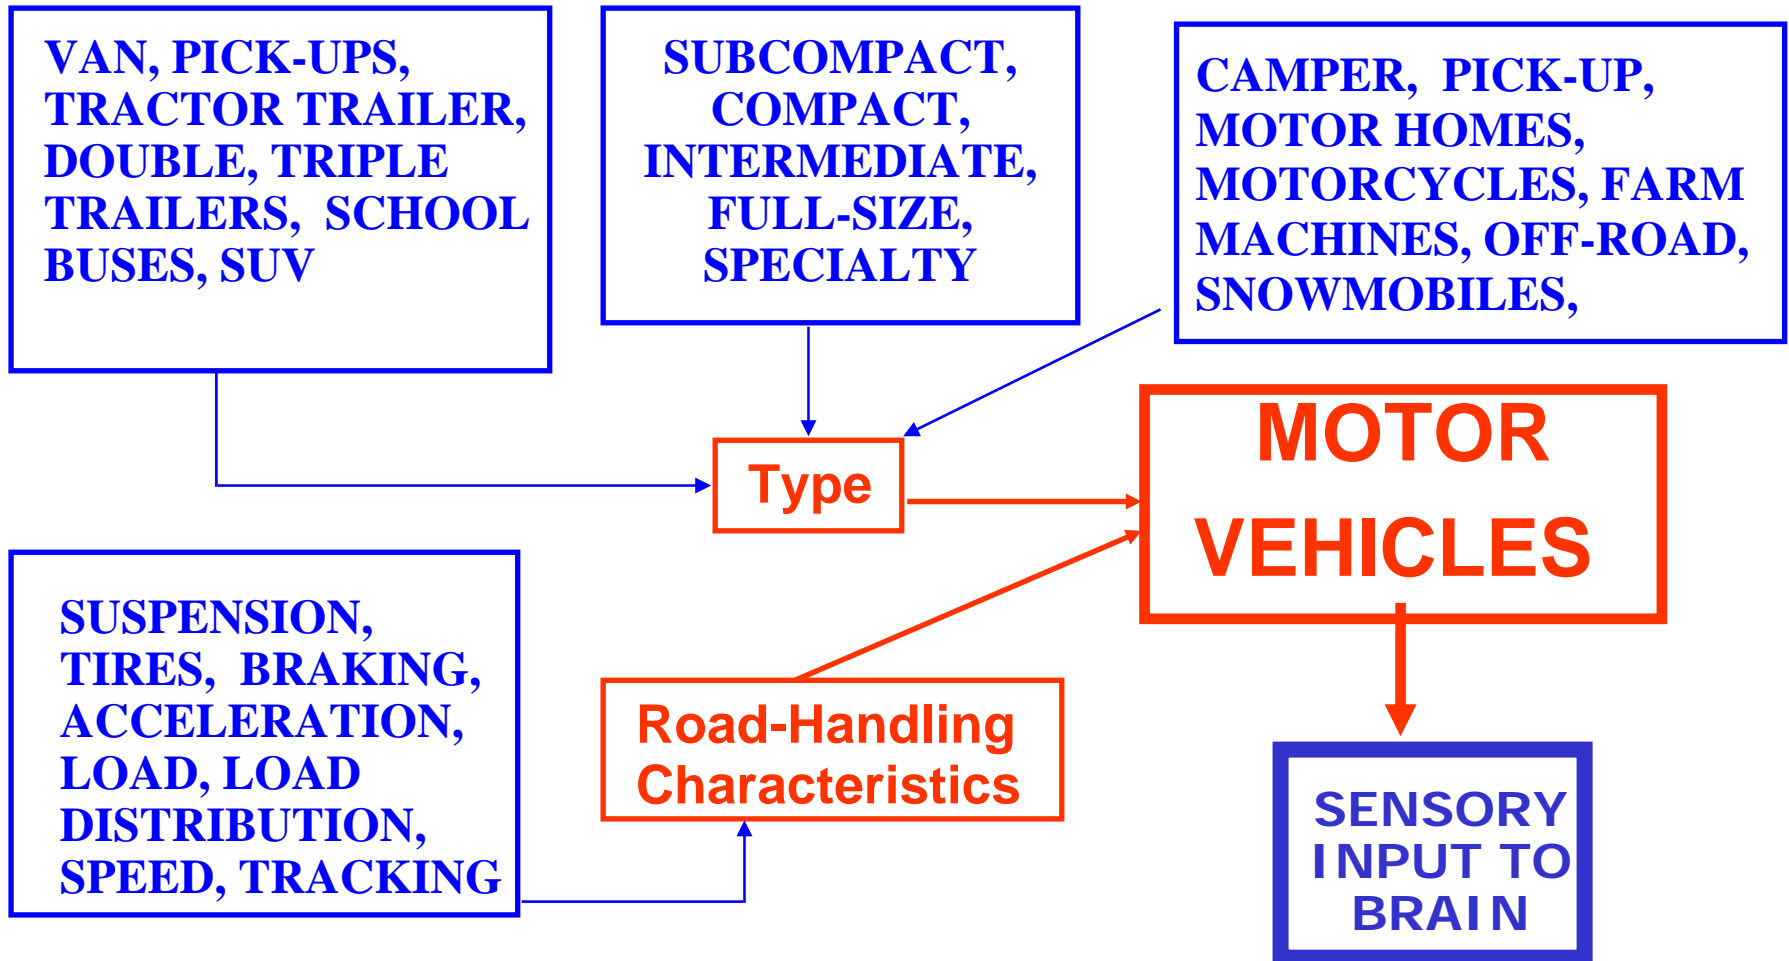 VAN, PICK-UPS,
TRACTOR TRAILER,
DOUBLE, TRIPLE
TRAILERS, SCHOOL
BUSES, SUV
SUBCOMPACT,
COMPACT,
INTERMEDIATE,
FULL-SIZE,
SPECIALTY
CAMPER, PICK-UP,
MOTOR HOMES,
MOTORCYCLES, FARM
MACHINES, OFF-ROAD,
SNOWMOBILES,
Type
MOTOR
VEHICLES
SUSPENSION,
TIRES, BRAKING,
ACCELERATION,
LOAD, LOAD
DISTRIBUTION,
SPEED, TRACKING
Road-Handling
Characteristics
SENSORY
INPUT TO
BRAIN